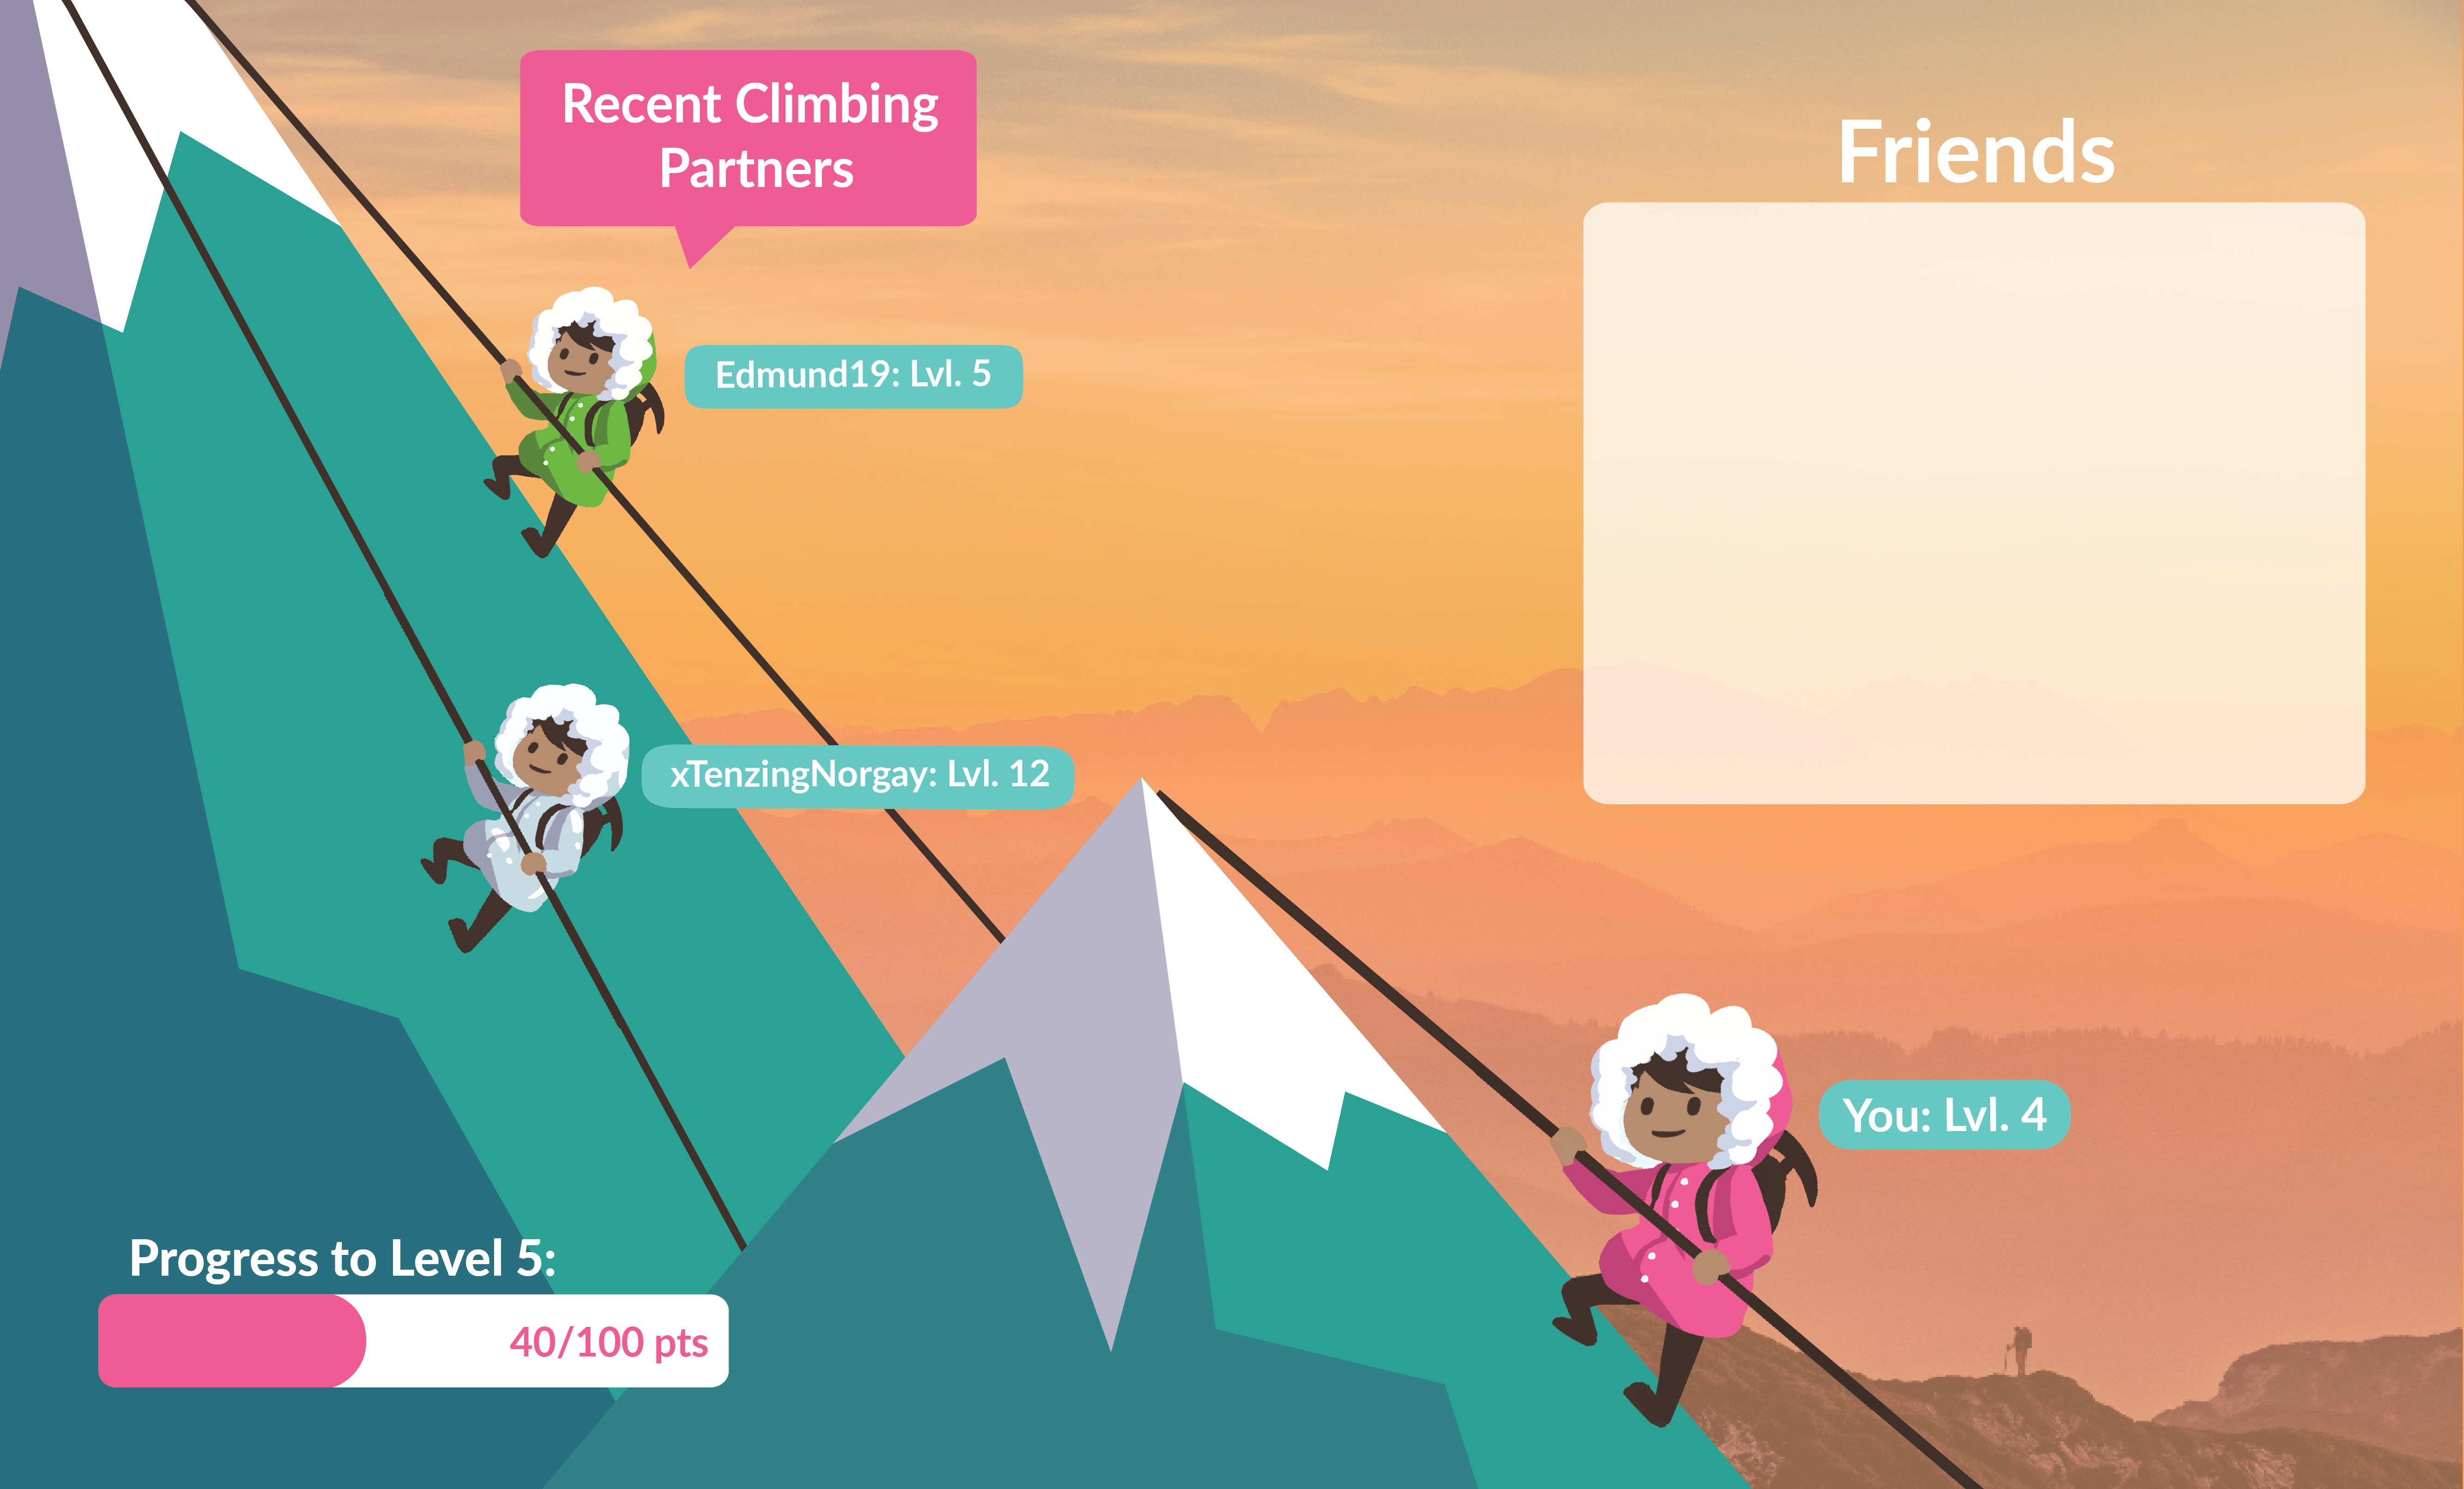 Recent Climbing
Partners
Friends
Edmund19: Lvl. 5
xTenzingNorgay: Lvl. 12
You: Lvl. 4
Progress to Level 5:
40/100 pts